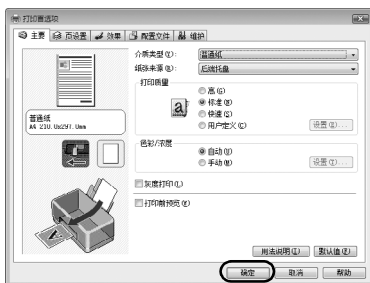 打印首选项
主要 页设置 效果 配置文件 维护
介质类型(Y): 普通纸
纸张来源(R): 后端托盘
打印质量
高(G)
标准(W)
快速(S)
用户定义(C) 设置(Q)...
普通纸
A4 210.0x297.0mm
色彩/浓度
自动(U)
手动(M) 设置(T)...
灰度打印(L)
打印前预览(E)
用法说明(I) 默认值(F)
确定 取消 帮助